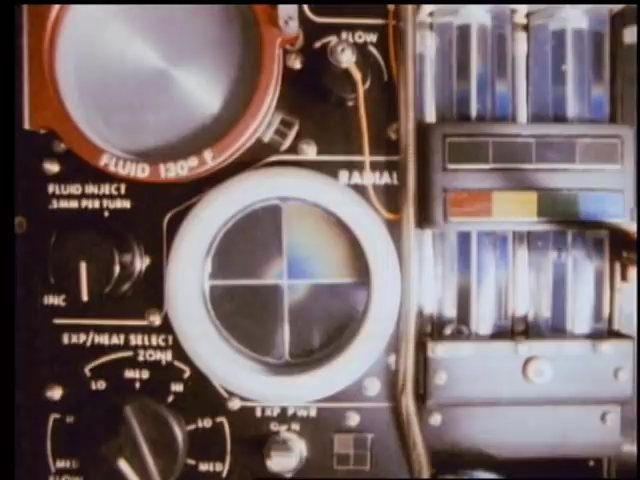 FLOW
FLUID 130° F
RADIAL
FLUID INJECT
.5MM PER TURN
INC
EXP/HEAT SELECT
ZONE
MED
LO HI
LO
MED
MED
EXP PWR